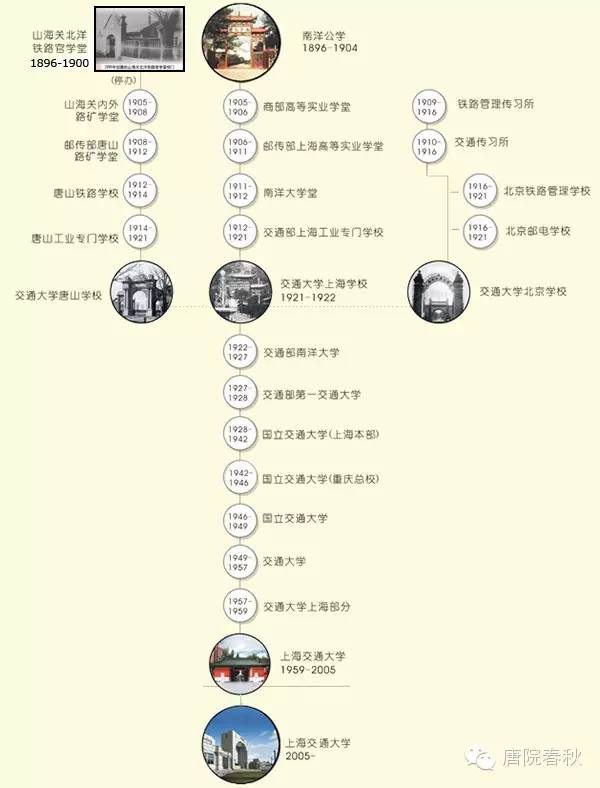 山海关北洋
铁路官学堂
1896-1900
南洋公学
1896-1904
(停办)
山海关内外
路矿学堂
1905-
1908
1905-
1906
商部高等实业学堂
1909-
1916
铁路管理传习所
邮传部唐山
路矿学堂
1908-
1912
1906-
1911
邮传部上海高等实业学堂
1910-
1916
交通传习所
唐山铁路学校
1912-
1914
1911-
1912
南洋大学堂
1916-
1921
北京铁路管理学校
唐山工业专门学校
1914-
1921
1912-
1921
交通部上海工业专门学校
1916-
1921
北京邮电学校
交通大学唐山学校
交通大学上海学校
1921-1922
交通大学北京学校
1922-
1927
交通部南洋大学
1927-
1928
交通部第一交通大学
1928-
1942
国立交通大学(上海本部)
1942-
1946
国立交通大学(重庆总校)
1946-
1949
国立交通大学
1949-
1957
交通大学
1957-
1959
交通大学上海部分
上海交通大学
1959-2005
上海交通大学
2005-
唐院春秋